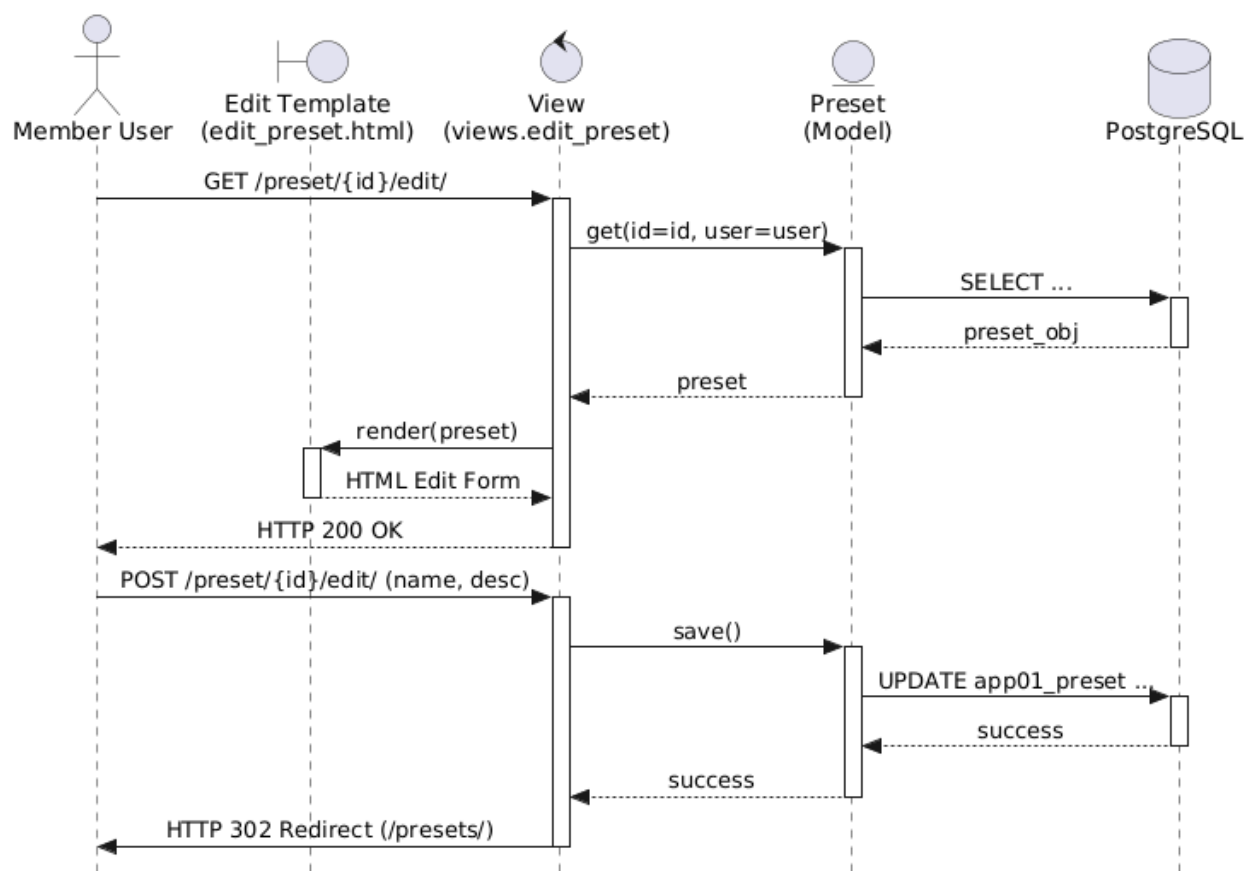 Member User
Edit Template
(edit_preset.html)
View
(views.edit_preset)
Preset
(Model)
PostgreSQL
GET /preset/{id}/edit/
get(id=id, user=user)
SELECT ...
preset_obj
preset
render(preset)
HTML Edit Form
HTTP 200 OK
POST /preset/{id}/edit/ (name, desc)
save()
UPDATE app01_preset ...
success
success
HTTP 302 Redirect (/presets/)